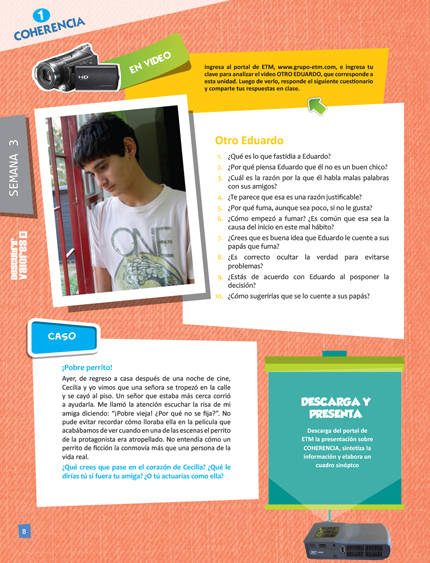 1
COHERENCIA
EN VIDEO
HD
Ingresa al portal de ETM, www.grupo-etm.com, e ingresa tu
clave para analizar el video OTRO EDUARDO, que corresponde a
esta unidad. Luego de verlo, responde el siguiente cuestionario
y comparte tus respuestas en clase.
SEMANA 3
Otro Eduardo
1. ¿Qué es lo que fastidia a Eduardo?
2. ¿Por qué piensa Eduardo que él no es un buen chico?
3. ¿Cuál es la razón por la que él habla malas palabras
con sus amigos?
4. ¿Te parece que esa es una razón justificable?
5. ¿Por qué fuma, aunque sea poco, si no le gusta?
6. ¿Cómo empezó a fumar? ¿Es común que esa sea la
causa del inicio en este mal hábito?
7. ¿Crees que es buena idea que Eduardo le cuente a sus
papás que fuma?
8. ¿Es correcto ocultar la verdad para evitarse
problemas?
9. ¿Estás de acuerdo con Eduardo al posponer la
decisión?
10. ¿Cómo sugerirías que se lo cuente a sus papás?
ONE
CASO
¡Pobre perrito!
Ayer, de regreso a casa después de una noche de cine,
Cecilia y yo vimos que una señora se tropezó en la calle
y se cayó al piso. Un señor que estaba más cerca corrió
a ayudarla. Me llamó la atención escuchar la risa de mi
amiga diciendo: “¡Pobre vieja! ¿Por qué no se fija?”. No
pude evitar recordar cómo lloraba ella en la película que
acabábamos de ver cuando en una de las escenas el perrito
de la protagonista era atropellado. No entendía cómo un
perrito de ficción la conmovía más que una persona de la
vida real.
¿Qué crees que pase en el corazón de Cecilia? ¿Qué le
dirías tú si fuera tu amiga? ¿O tú actuarías como ella?
DESCARGA Y
PRESENTA
Descarga del portal de
ETM la presentación sobre
COHERENCIA, sintetiza la
información y elabora un
cuadro sinóptco
8